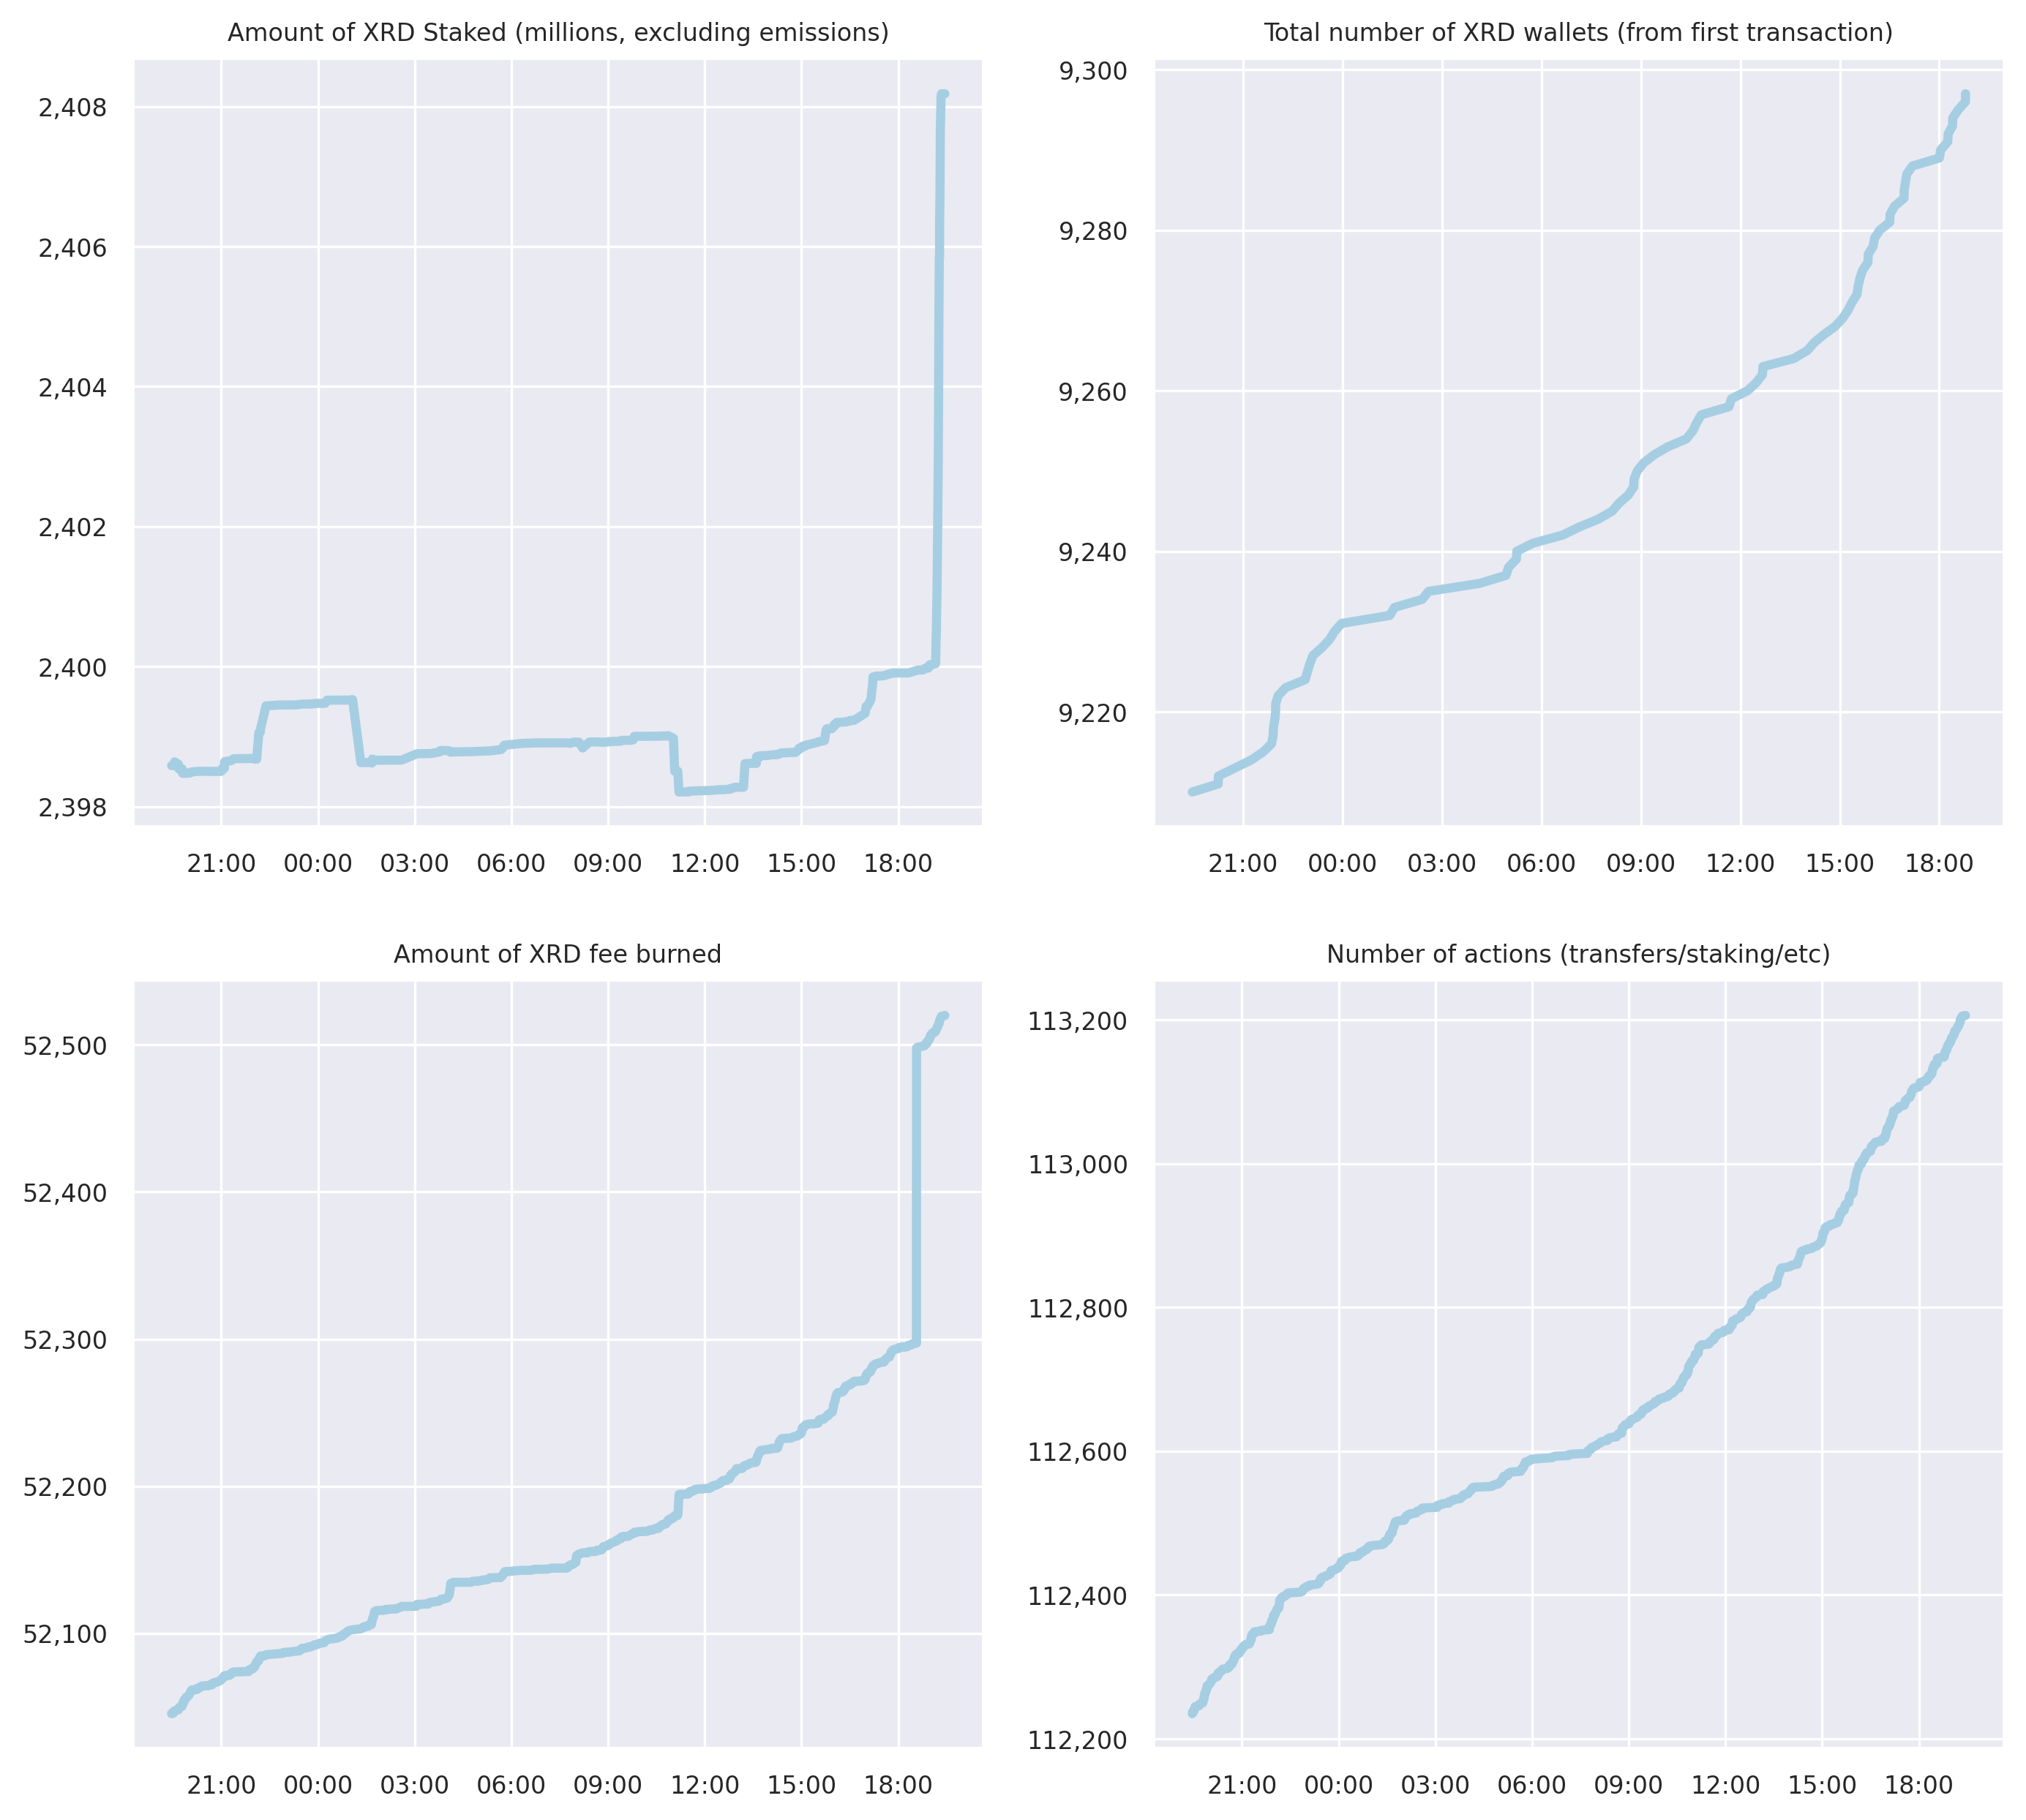 Amount of XRD Staked (millions, excluding emissions)
2,408
2,406
2,404
2,402
2,400
2,398
21:00 00:00 03:00 06:00 09:00 12:00 15:00 18:00
Total number of XRD wallets (from first transaction)
9,300
9,280
9,260
9,240
9,220
21:00 00:00 03:00 06:00 09:00 12:00 15:00 18:00
Amount of XRD fee burned
52,500
52,400
52,300
52,200
52,100
21:00 00:00 03:00 06:00 09:00 12:00 15:00 18:00
Number of actions (transfers/staking/etc)
113,200
113,000
112,800
112,600
112,400
112,200
21:00 00:00 03:00 06:00 09:00 12:00 15:00 18:00